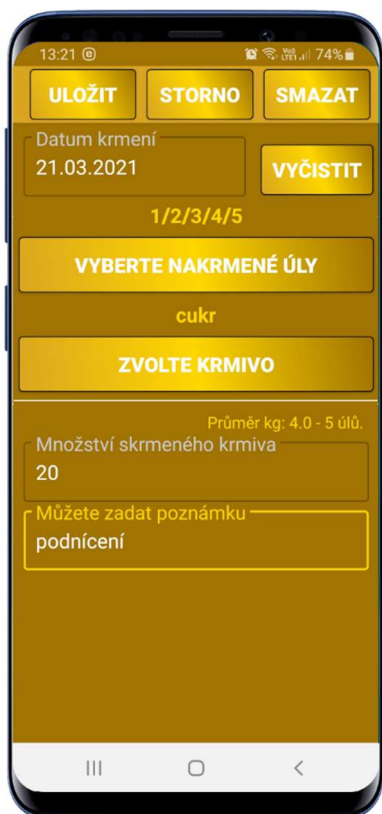 13:21 74%
ULOŽIT STORNO SMAZAT
Datum krmení
21.03.2021
VYČISTIT
1/2/3/4/5
VYBERTE NAKRMENÉ ÚLY
cukr
ZVOLTE KRMIVO
Průměr kg: 4.0 - 5 úlů.
Množství skrmeného krmiva
20
Můžete zadat poznámku
podnícení